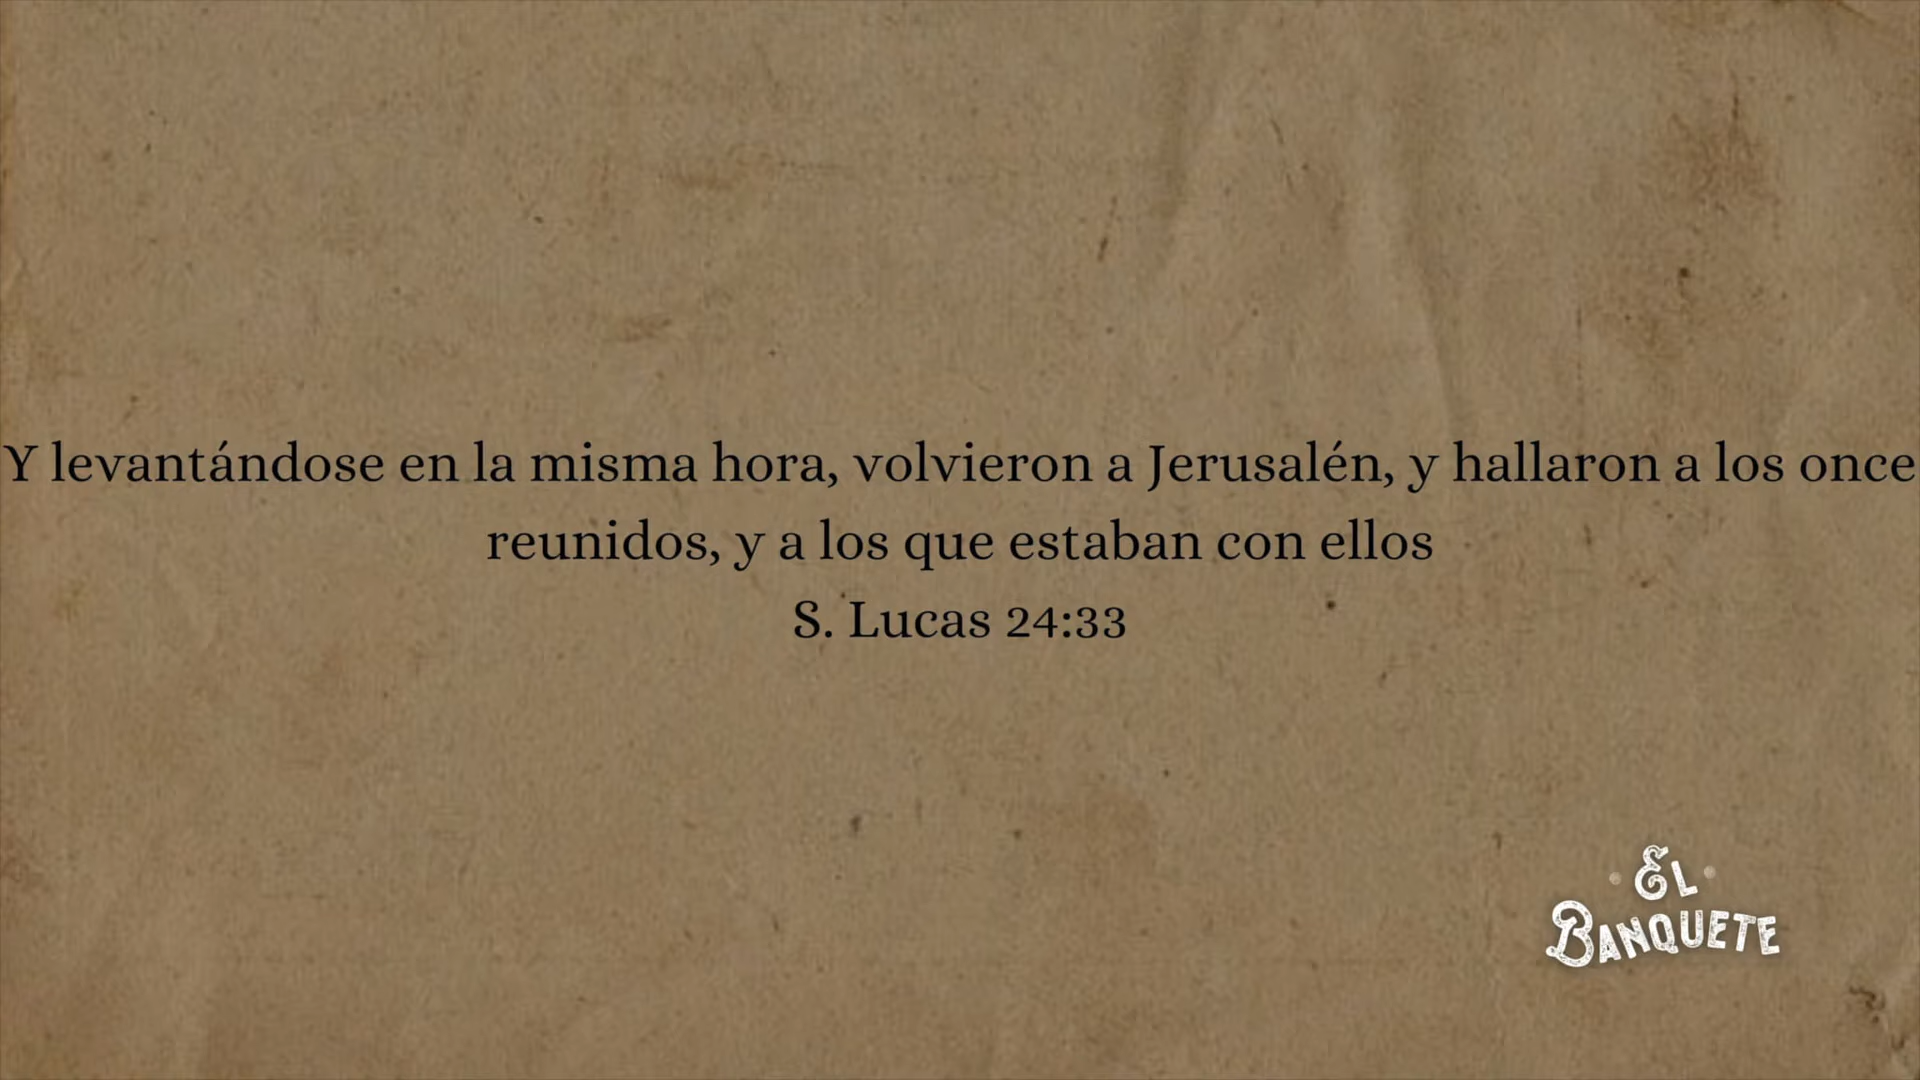 Y levantándose en la misma hora, volvieron a Jerusalén, y hallaron a los once
reunidos, y a los que estaban con ellos
S. Lucas 24:33
EL
BANQUETE